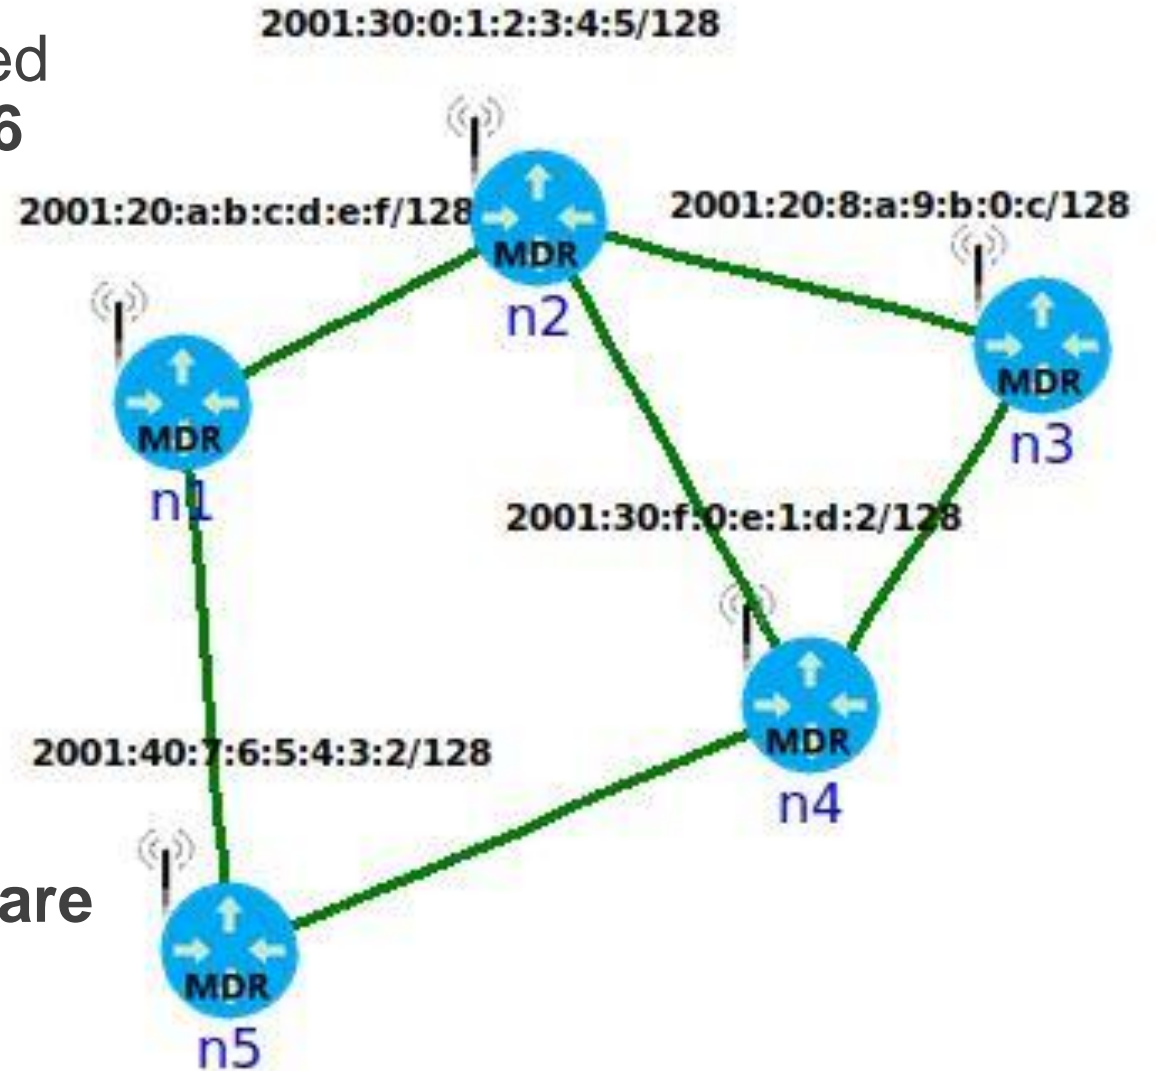 2001:30:0:1:2:3:4:5/128
ed
6
2001:20:a:b:c:d:e:f/128
2001:20:8:a:9:b:0:c/128
MDR
n2
MDR
n3
MDR
n1
2001:30:f:0:e:1:d:2/128
2001:40:7:6:5:4:3:2/128
MDR
n4
are
MDR
n5